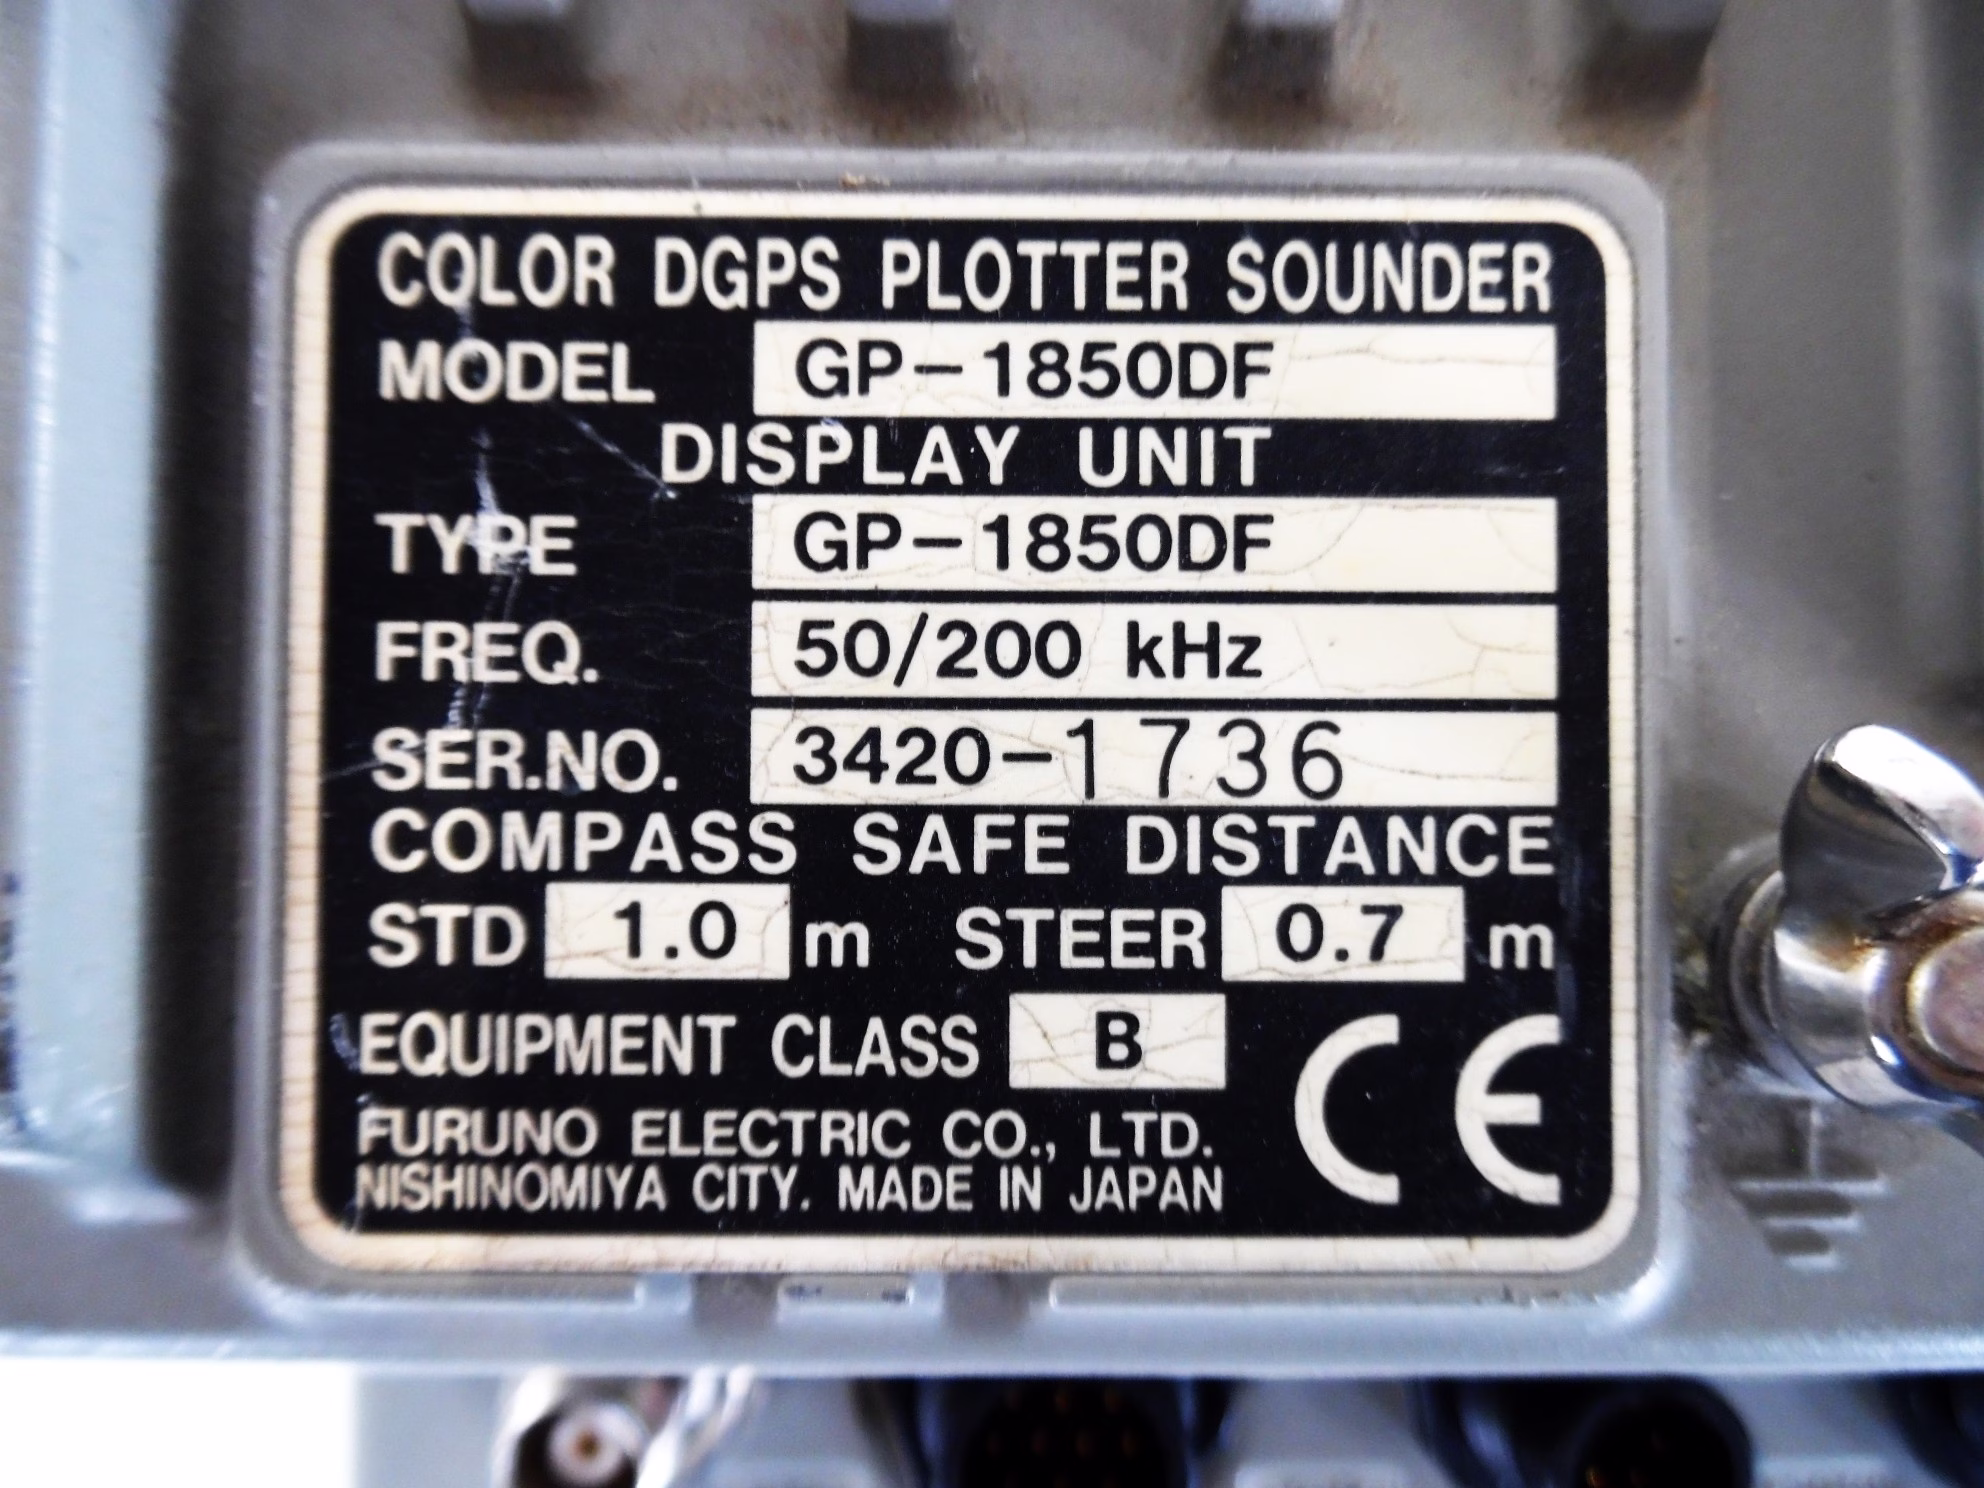 COLOR DGPS PLOTTER SOUNDER
MODEL GP-1850DF
DISPLAY UNIT
TYPE GP-1850DF
FREQ. 50/200 kHz
SER.NO. 3420-1736
COMPASS SAFE DISTANCE
STD 1.0 m STEER 0.7 m
EQUIPMENT CLASS B
CE
FURUNO ELECTRIC CO., LTD.
NISHINOMIYA CITY. MADE IN JAPAN